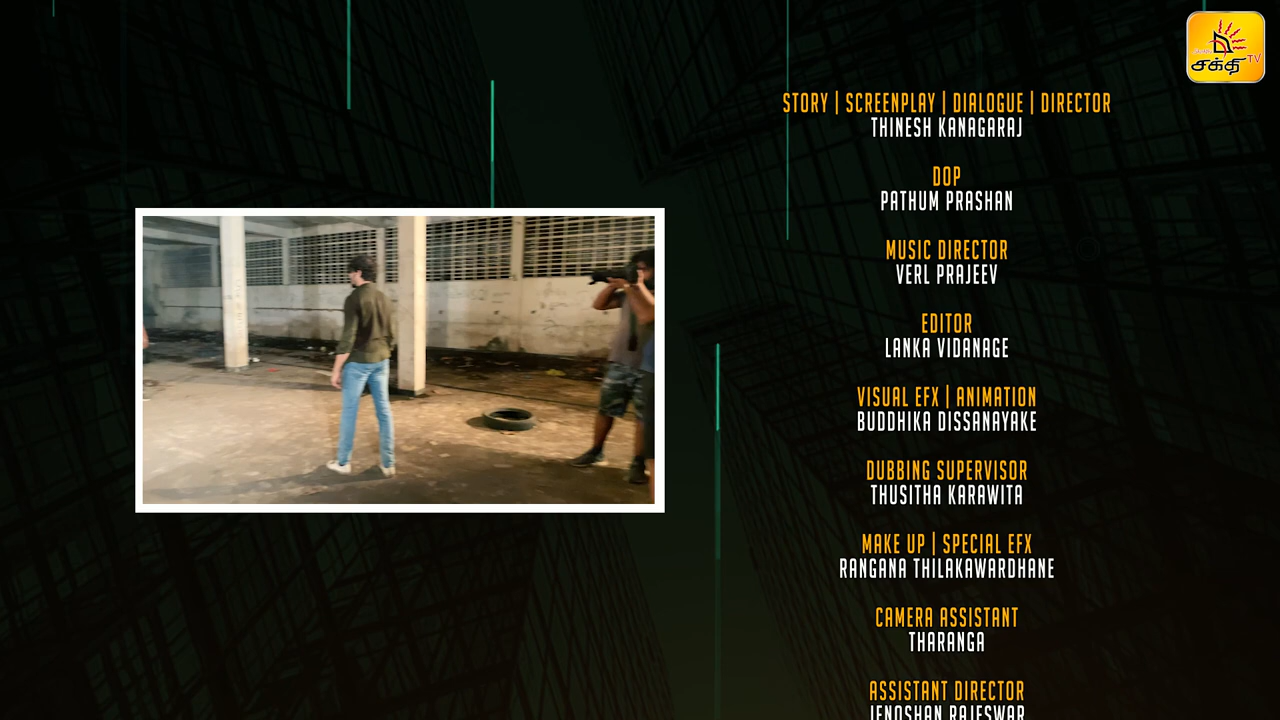 சக்தி TV
STORY | SCREENPLAY | DIALOGUE | DIRECTOR
THINESH KANAGARAJ
DOP
PATHUM PRASHAN
MUSIC DIRECTOR
VERL PRAJEEV
EDITOR
LANKA VIDANAGE
VISUAL EFX | ANIMATION
BUDDHIKA DISSANAYAKE
DUBBING SUPERVISOR
THUSITHA KARAWITA
MAKE UP | SPECIAL EFX
RANGANA THILAKAWARDHANE
CAMERA ASSISTANT
THARANGA
ASSISTANT DIRECTOR
JENOSHAN RAJESWAR